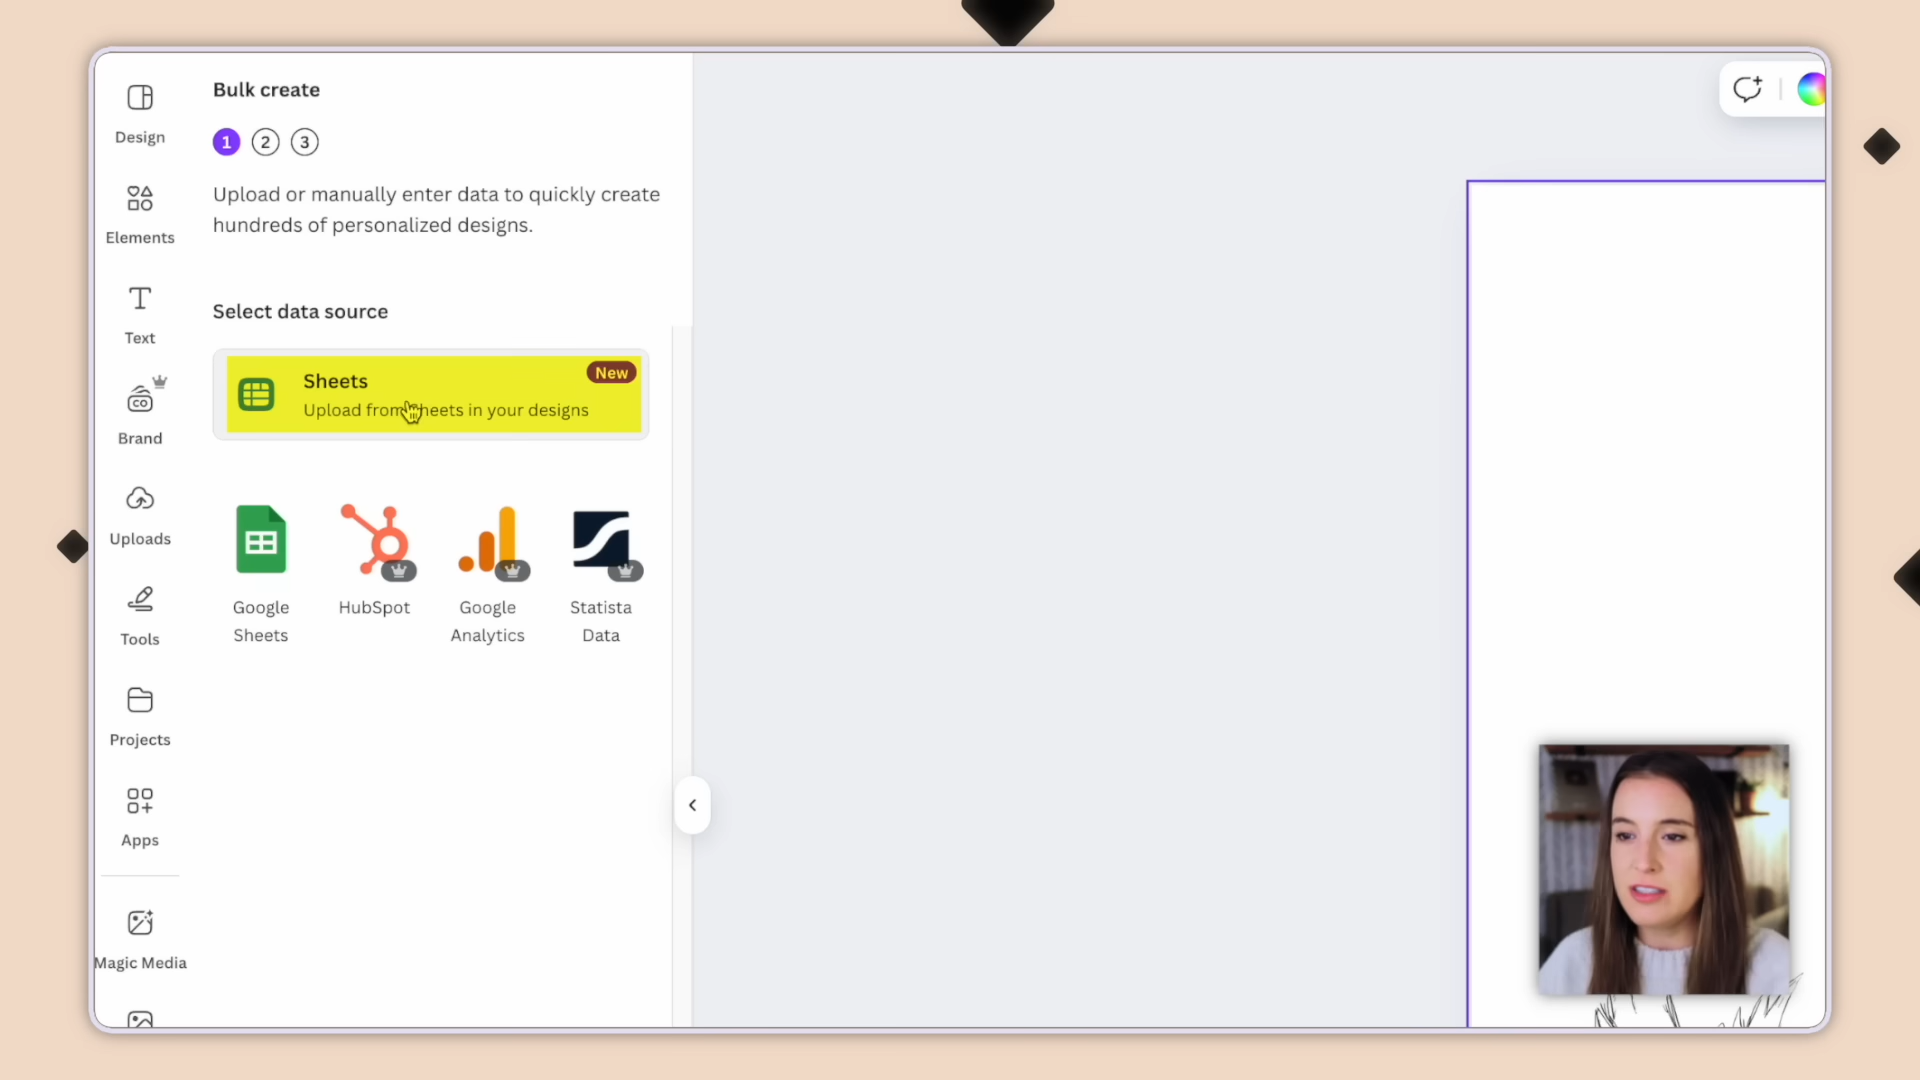 Bulk create
1 2 3
Upload or manually enter data to quickly create
hundreds of personalized designs.
Select data source
Sheets
New
Upload from Sheets in your designs
Google
Sheets
HubSpot
Google
Analytics
Statista
Data
Design
Elements
Text
CO
Brand
Uploads
Tools
Projects
Apps
Magic Media